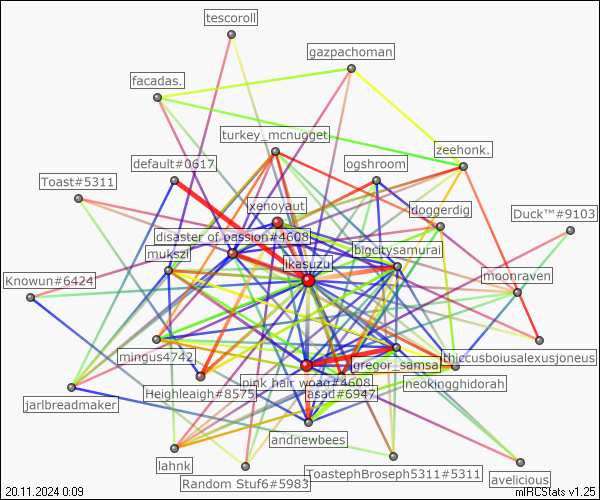 tescoroll
gazpachoman
facadas.
turkey_mcnugget
zeehonk.
default#0617
ogshroom
Toast#5311
xenoyaut
doggerdig
Duck™#9103
disaster of passion#4608
mukszi
bigcitysamurai
ikasuzu
Knowun#6424
moonraven
mingus4742
thiccusboiusalexusjoneus
gregor_samsa
pink hair woag#4608
neokingghidorah
Heighleaigh#8575
asad#6947
jarlbreadmaker
andnewbees
lahnk
ToastephBroseph5311#5311
Random Stuf6#5983
avelicious
20.11.2024 0:09
mIRCStats v1.25